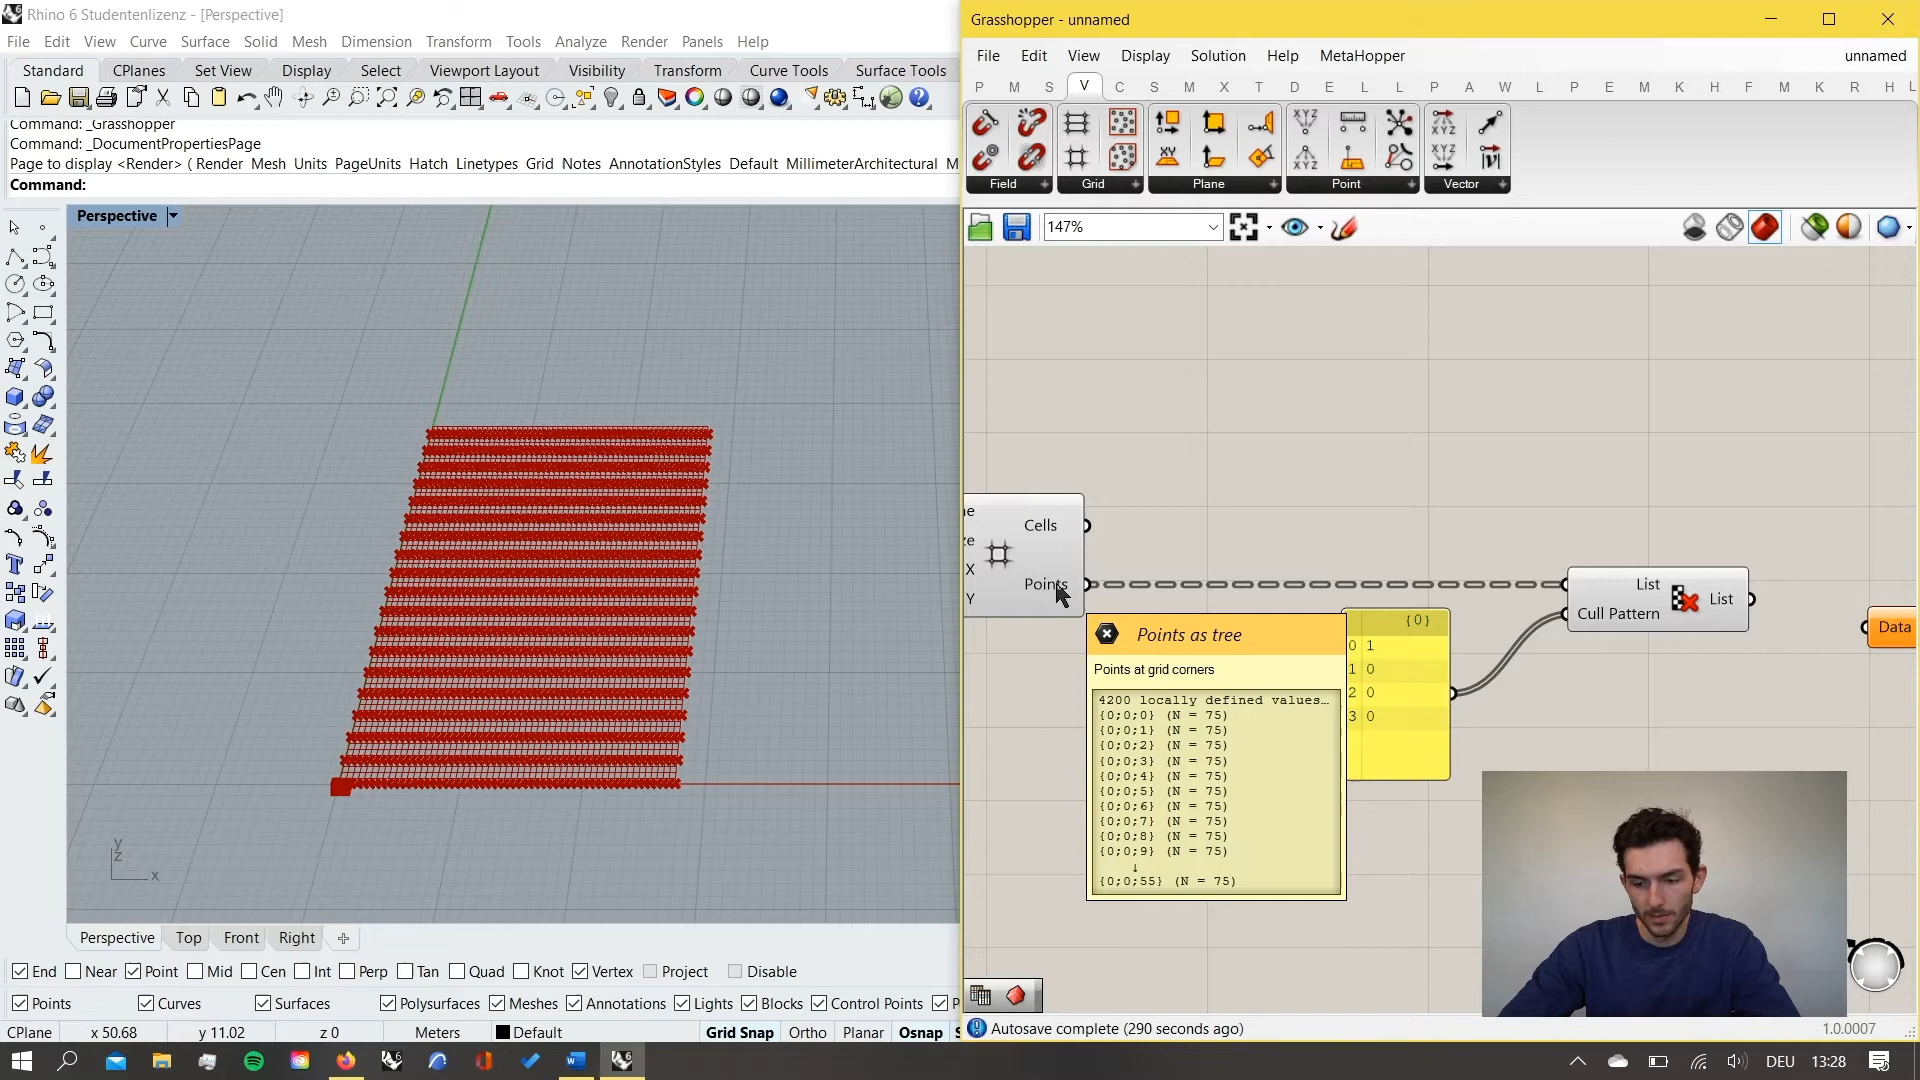 Rhino 6 Studentenlizenz - [Perspective]
File Edit View Curve Surface Solid Mesh Dimension Transform Tools Analyze Render Panels Help
Standard CPlanes Set View Display Select Viewport Layout Visibility Transform Curve Tools Surface Tools
Command: _Grasshopper
Command: _DocumentPropertiesPage
Page to display <Render> ( Render Mesh Units PageUnits Hatch Linetypes Grid Notes AnnotationStyles Default MillimeterArchitectural M
Command:
Perspective
y
z
x
Perspective Top Front Right
End Near Point Mid Cen Int Perp Tan Quad Knot Vertex Project Disable
Points Curves Surfaces Polysurfaces Meshes Annotations Lights Blocks Control Points P
CPlane x 50.68 y 11.02 z 0 Meters Default Grid Snap Ortho Planar Osnap S
Grasshopper - unnamed
File Edit View Display Solution Help MetaHopper unnamed
P M S V C S M X T D E L L P A W L P E M K H F M K R H L
Field Grid Plane Point Vector
147%
ne
ze
X
Y
Cells
Points
Points as tree
Points at grid corners
4200 locally defined values…
{0;0;0} (N = 75)
{0;0;1} (N = 75)
{0;0;2} (N = 75)
{0;0;3} (N = 75)
{0;0;4} (N = 75)
{0;0;5} (N = 75)
{0;0;6} (N = 75)
{0;0;7} (N = 75)
{0;0;8} (N = 75)
{0;0;9} (N = 75)
↓
{0;0;55} (N = 75)
{0}
0 1
1 0
2 0
3 0
List
Cull Pattern
List
Data
Autosave complete (290 seconds ago)
1.0.0007
DEU 13:28